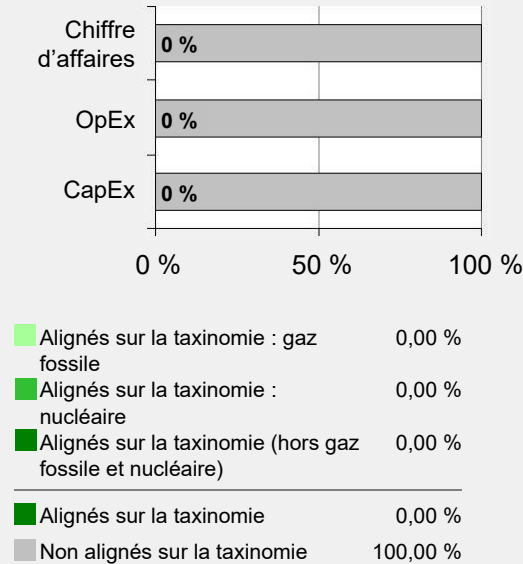 Chiffre
d'affaires
0 %
OpEx
0 %
CapEx
0 %
0 %
50 %
100 %
Alignés sur la taxinomie : gaz 0,00 %
fossile
Alignés sur la taxinomie : 0,00 %
nucléaire
Alignés sur la taxinomie (hors gaz 0,00 %
fossile et nucléaire)
Alignés sur la taxinomie 0,00 %
Non alignés sur la taxinomie 100,00 %